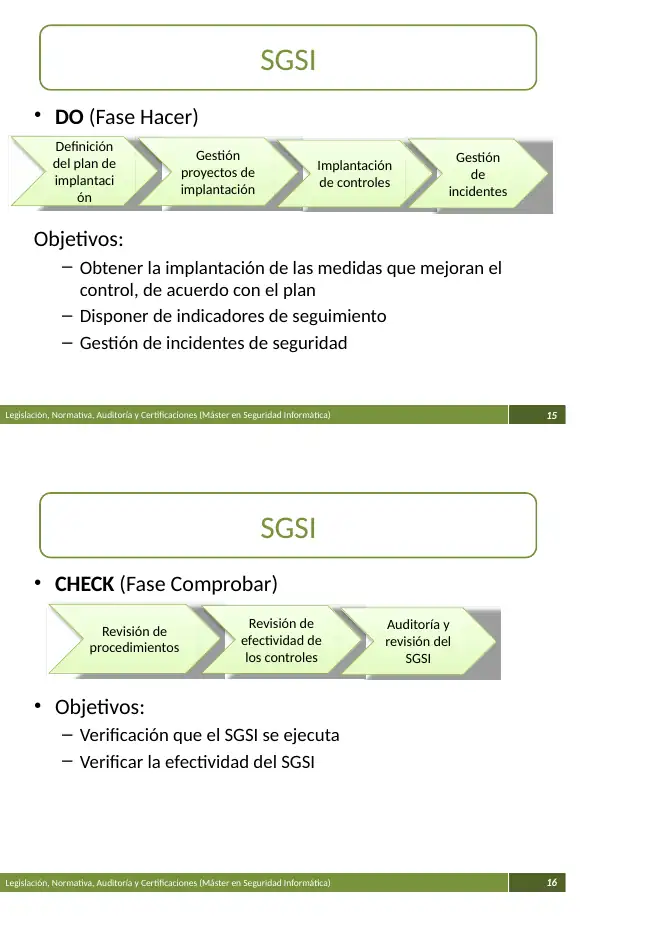 SGSI
• DO (Fase Hacer)
Definición
del plan de
implantaci
ón
Gestión
proyectos de
implantación
Implantación
de controles
Gestión
de
incidentes
Objetivos:
– Obtener la implantación de las medidas que mejoran el
control, de acuerdo con el plan
– Disponer de indicadores de seguimiento
– Gestión de incidentes de seguridad
Legislación, Normativa, Auditoría y Certificaciones (Máster en Seguridad Informática)
15
SGSI
• CHECK (Fase Comprobar)
Revisión de
procedimientos
Revisión de
efectividad de
los controles
Auditoría y
revisión del
SGSI
• Objetivos:
– Verificación que el SGSI se ejecuta
– Verificar la efectividad del SGSI
Legislación, Normativa, Auditoría y Certificaciones (Máster en Seguridad Informática)
16